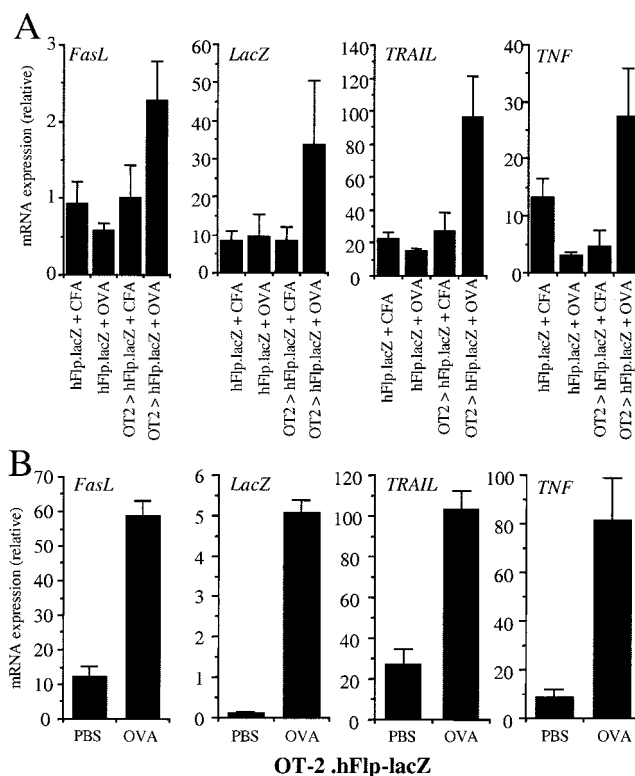 A
FasL
LacZ
TRAIL
TNF
mRNA expression (relative)
3
2
1
0
60
50
40
30
20
10
0
140
120
100
80
60
40
20
0
40
30
20
10
0
hFlp.lacZ + CFA
hFlp.lacZ + OVA
OT2 > hFlp.lacZ + CFA
OT2 > hFlp.lacZ + OVA
hFlp.lacZ + CFA
hFlp.lacZ + OVA
OT2 > hFlp.lacZ + CFA
OT2 > hFlp.lacZ + OVA
hFlp.lacZ + CFA
hFlp.lacZ + OVA
OT2 > hFlp.lacZ + CFA
OT2 > hFlp.lacZ + OVA
hFlp.lacZ + CFA
hFlp.lacZ + OVA
OT2 > hFlp.lacZ + CFA
OT2 > hFlp.lacZ + OVA
B
FasL
LacZ
TRAIL
TNF
mRNA expression (relative)
70
60
50
40
30
20
10
0
6
5
4
3
2
1
0
120
100
80
60
40
20
0
100
80
60
40
20
0
PBS OVA
PBS OVA
PBS OVA
PBS OVA
OT-2 .hFlp-lacZ